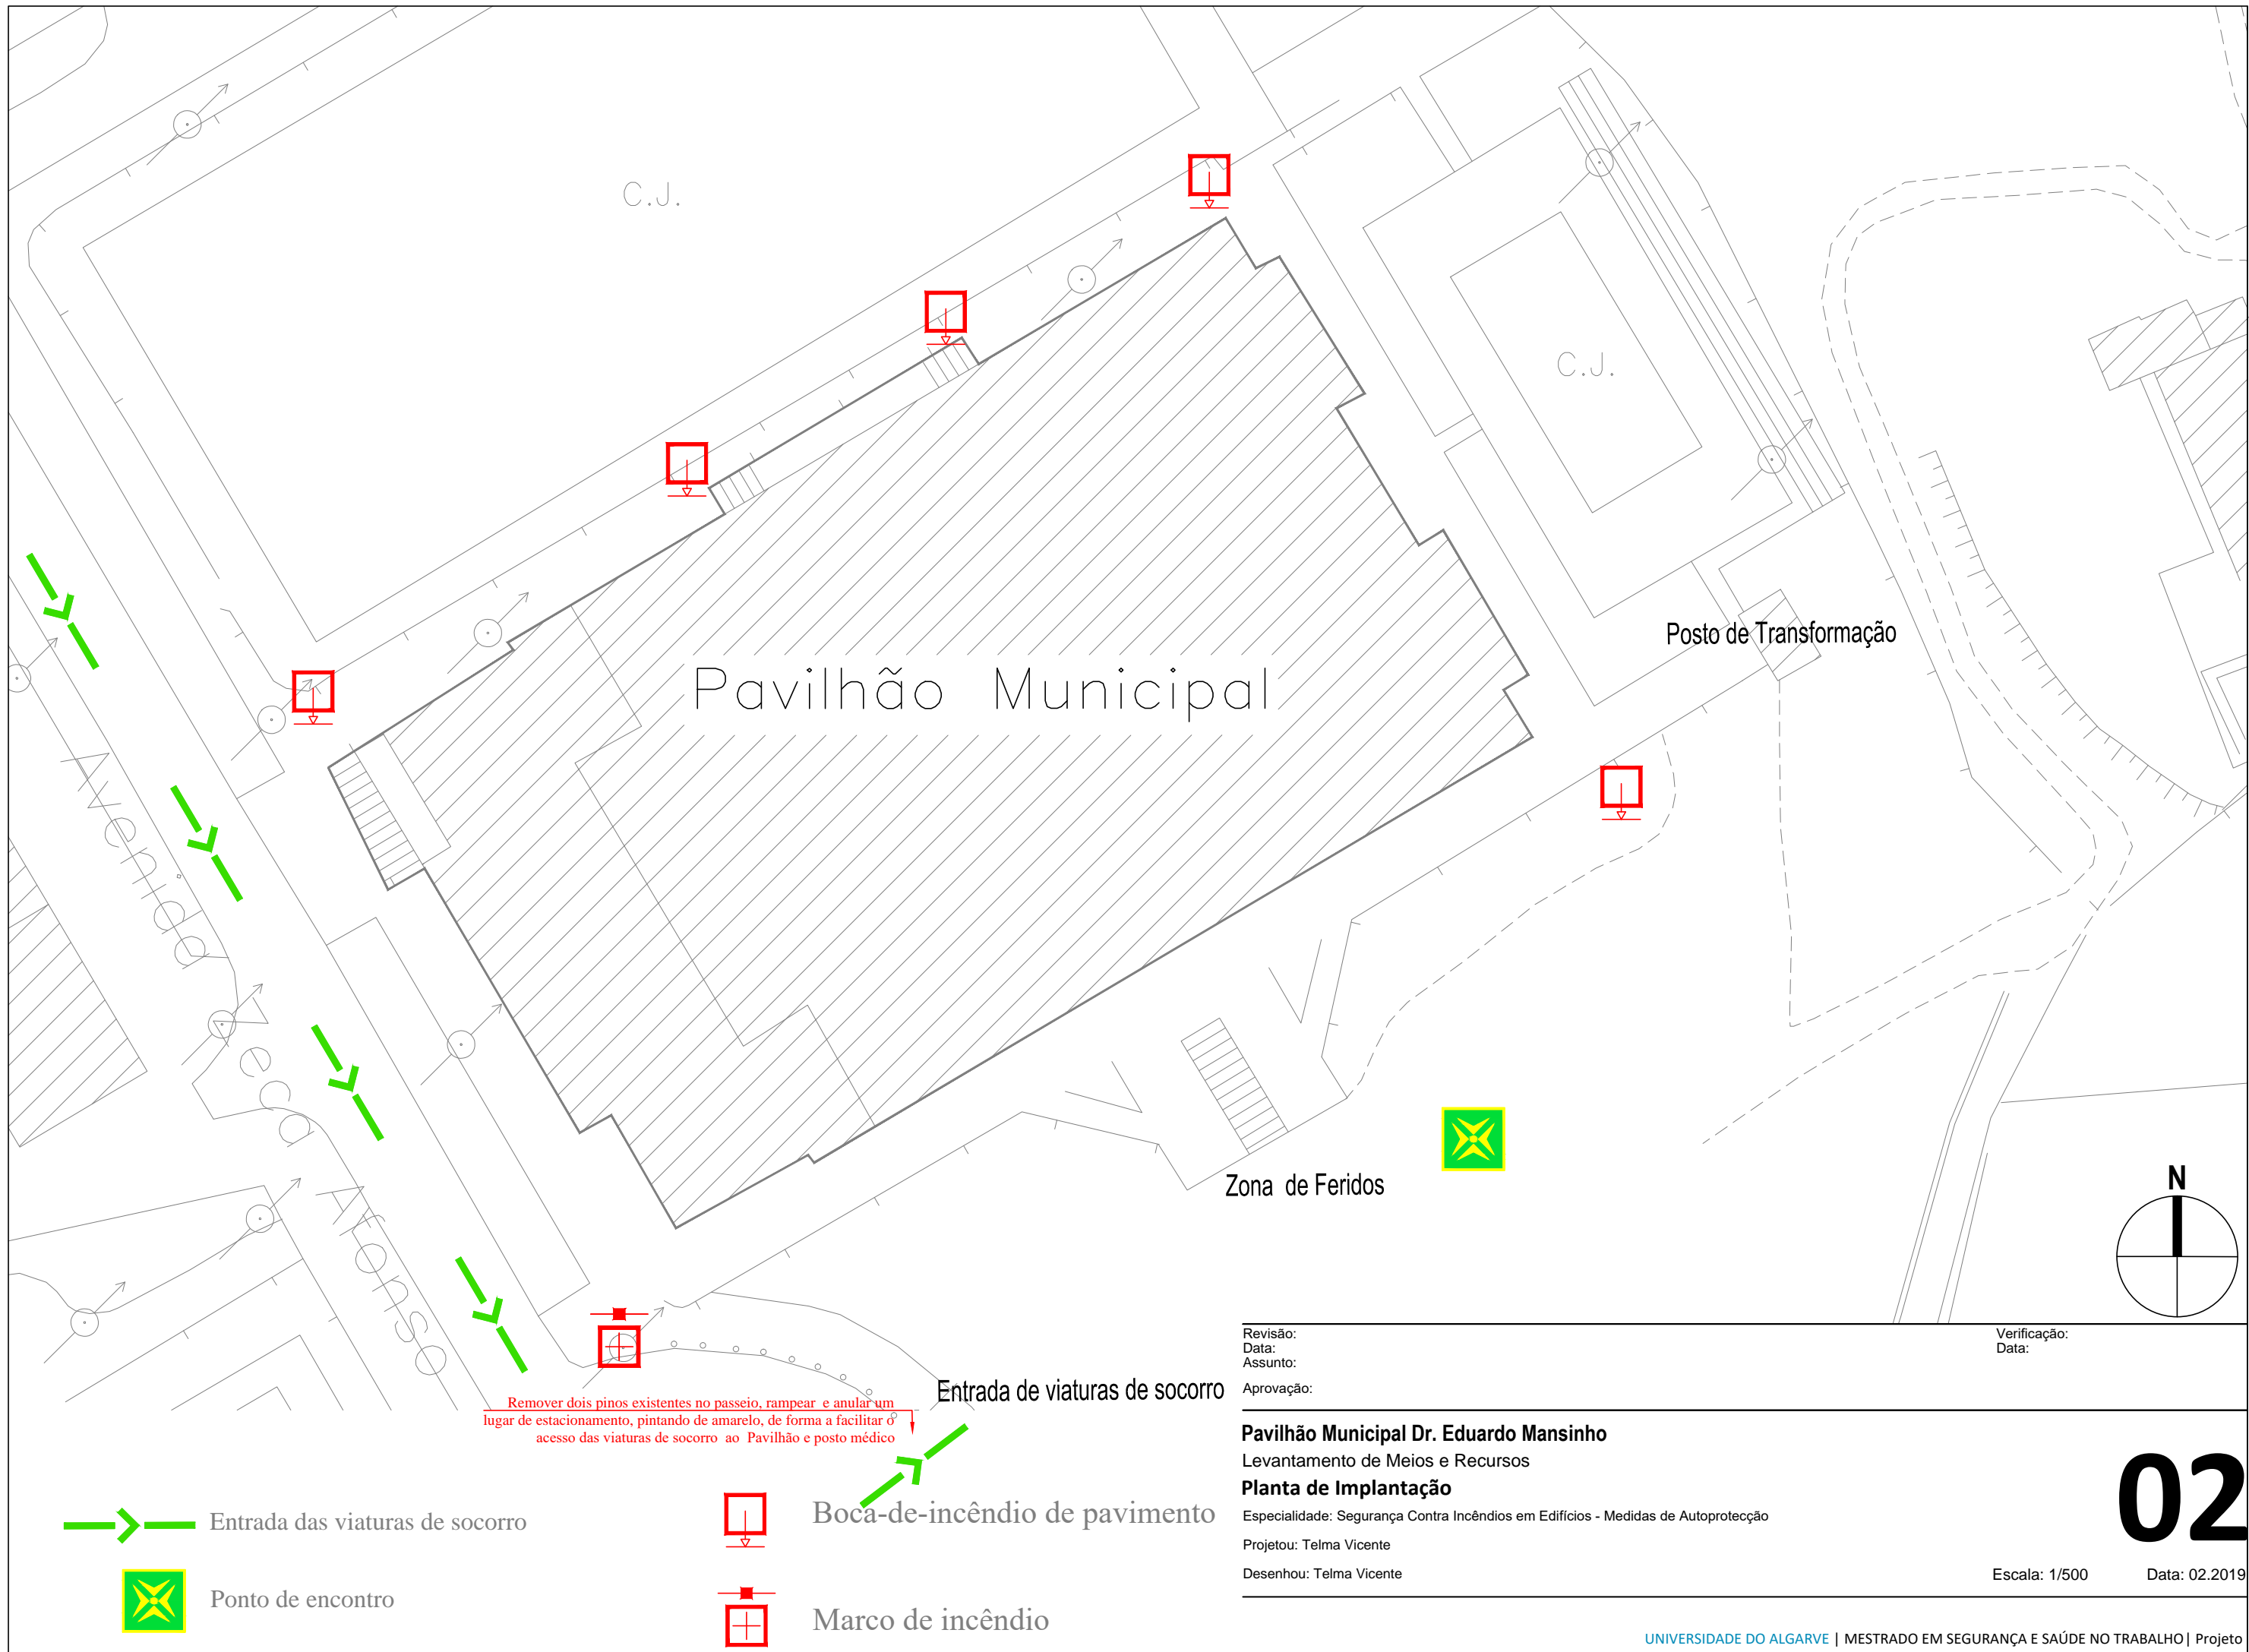 C.J.
C.J.
Posto de Transformação
Pavilhão Municipal
Zona de Feridos
N
Entrada de viaturas de socorro
Remover dois pinos existentes no passeio, rampear e anular um
lugar de estacionamento, pintando de amarelo, de forma a facilitar o
acesso das viaturas de socorro ao Pavilhão e posto médico
Entrada das viaturas de socorro
Ponto de encontro
Boca-de-incêndio de pavimento
Marco de incêndio
Revisão:
Data:
Assunto:
Aprovação:
Verificação:
Data:
Pavilhão Municipal Dr. Eduardo Mansinho
Levantamento de Meios e Recursos
Planta de Implantação
Especialidade: Segurança Contra Incêndios em Edifícios - Medidas de Autoprotecção
Projetou: Telma Vicente
Desenhou: Telma Vicente
02
Escala: 1/500
Data: 02.2019
UNIVERSIDADE DO ALGARVE | MESTRADO EM SEGURANÇA E SAÚDE NO TRABALHO | Projeto
Zeca Afonso